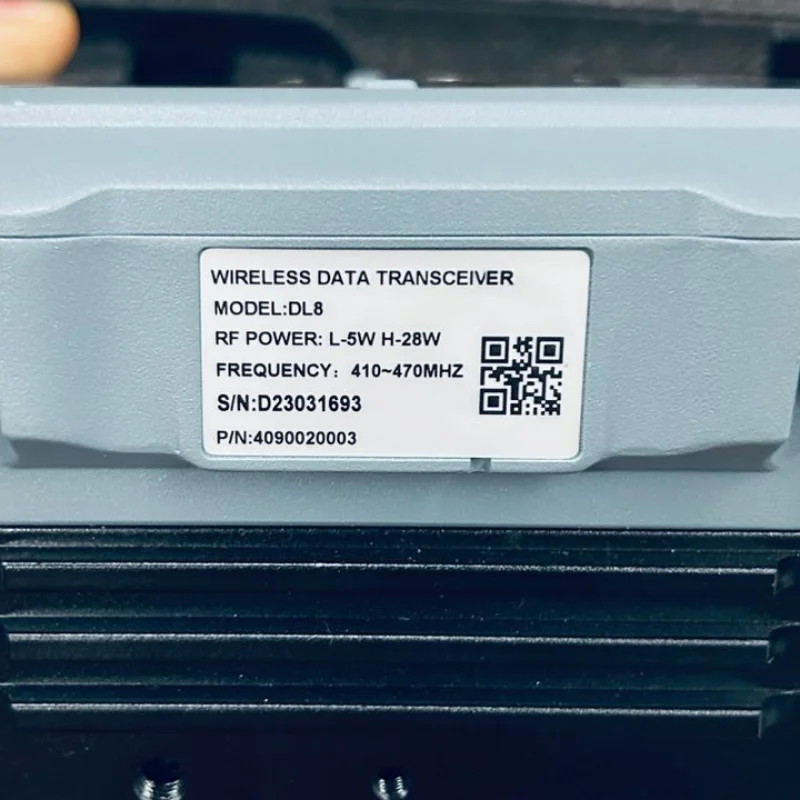 WIRELESS DATA TRANSCEIVER
MODEL:DL8
RF POWER: L-5W H-28W
FREQUENCY: 410~470MHZ
S/N:D23031693
P/N:4090020003